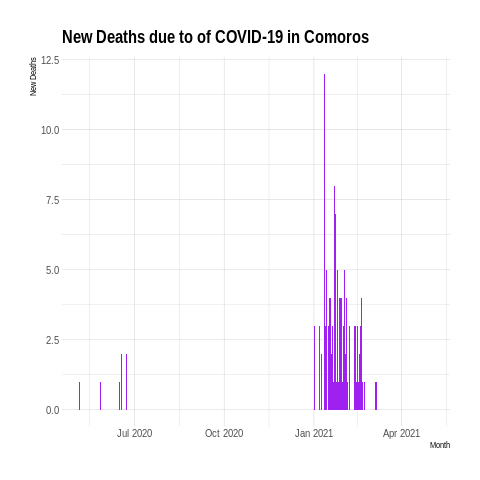 New Deaths due to of COVID-19 in Comoros
New Deaths
12.5
10.0
7.5
5.0
2.5
0.0
Jul 2020 Oct 2020 Jan 2021 Apr 2021
Month